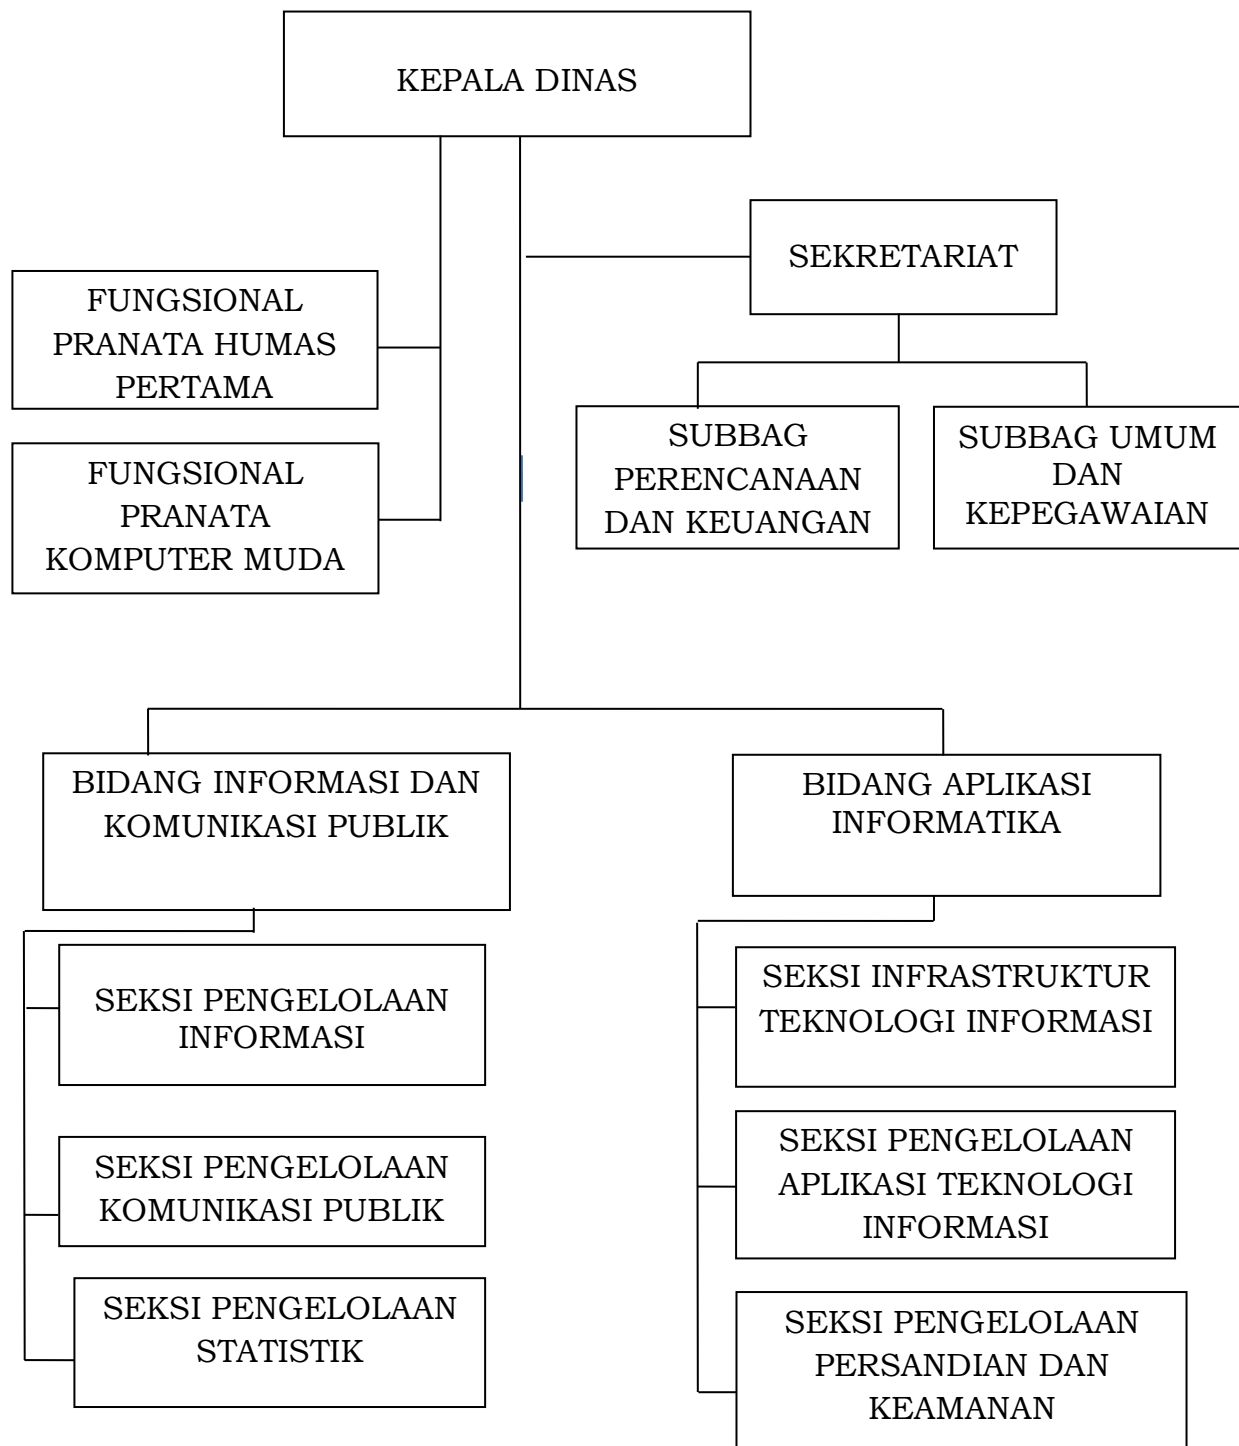 KEPALA DINAS
SEKRETARIAT
FUNGSIONAL
PRANATA HUMAS
PERTAMA
FUNGSIONAL
PRANATA
KOMPUTER MUDA
SUBBAG
PERENCANAAN
DAN KEUANGAN
SUBBAG UMUM
DAN
KEPEGAWAIAN
BIDANG INFORMASI DAN
KOMUNIKASI PUBLIK
BIDANG APLIKASI
INFORMATIKA
SEKSI PENGELOLAAN
INFORMASI
SEKSI PENGELOLAAN
KOMUNIKASI PUBLIK
SEKSI PENGELOLAAN
STATISTIK
SEKSI INFRASTRUKTUR
TEKNOLOGI INFORMASI
SEKSI PENGELOLAAN
APLIKASI TEKNOLOGI
INFORMASI
SEKSI PENGELOLAAN
PERSANDIAN DAN
KEAMANAN